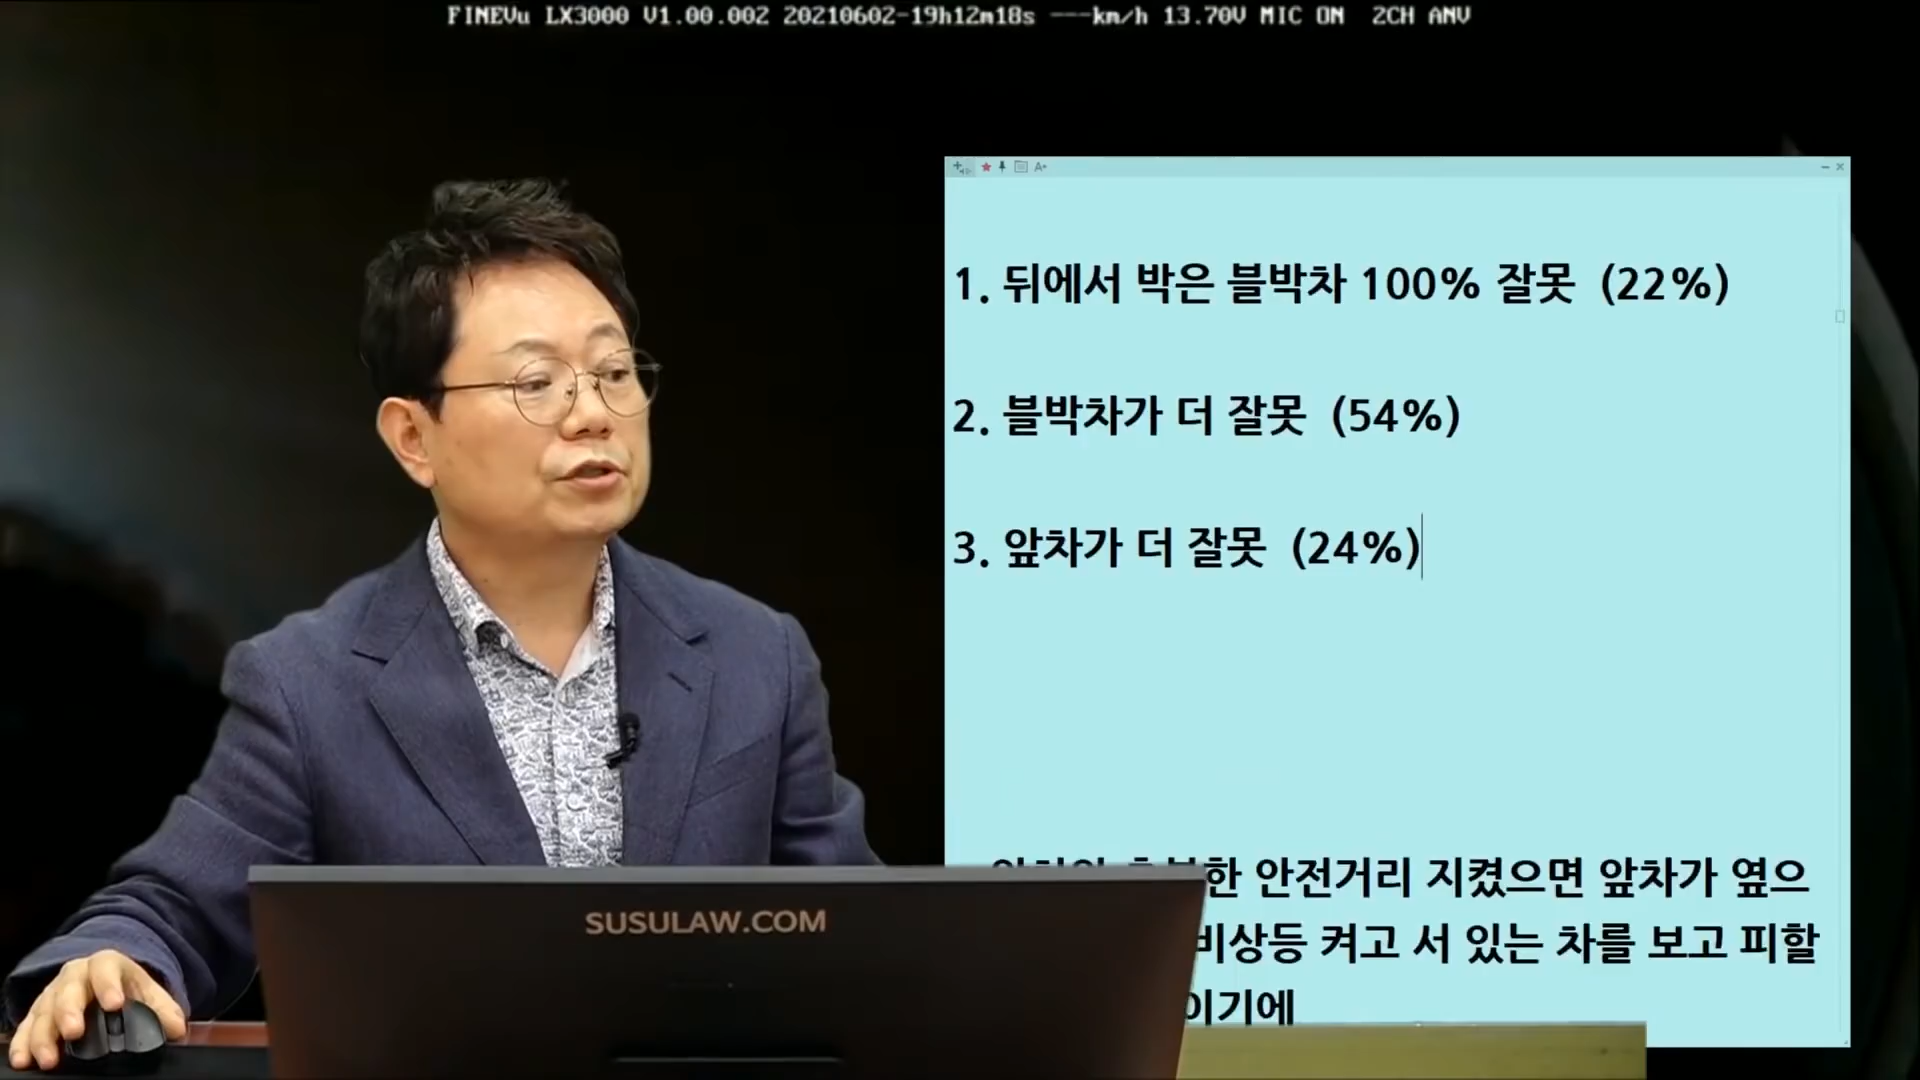 FINEVu LX3000 V1.00.00Z 20210602-19h12m18s ---km/h 13.70V MIC ON 2CH ANV
1. 뒤에서 박은 블박차 100% 잘못 (22%)
2. 블박차가 더 잘못 (54%)
3. 앞차가 더 잘못 (24%)
안전거리 지켰으면 앞차가 옆으
비상등 켜고 서 있는 차를 보고 피할
이기에
SUSULAW.COM